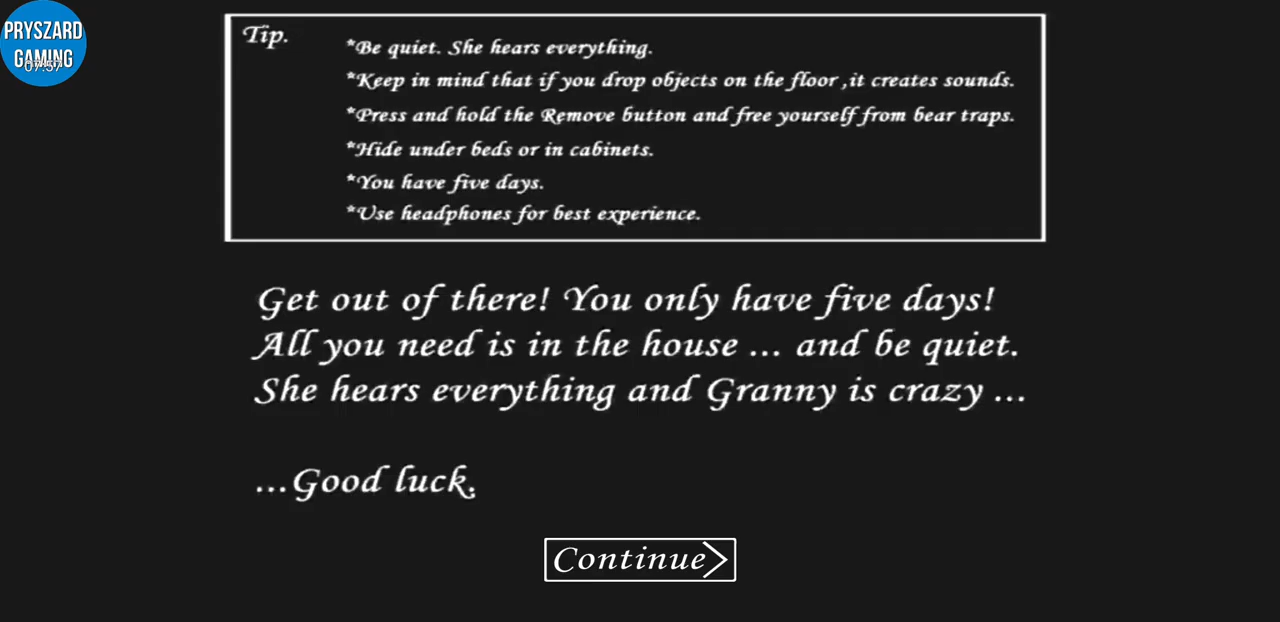 PRYSZARD
GAMING
07:57
Tip.
*Be quiet. She hears everything.
*Keep in mind that if you drop objects on the floor ,it creates sounds.
*Press and hold the Remove button and free yourself from bear traps.
*Hide under beds or in cabinets.
*You have five days.
*Use headphones for best experience.
Get out of there! You only have five days!
All you need is in the house ... and be quiet.
She hears everything and Granny is crazy ...
...Good luck.
Continue>